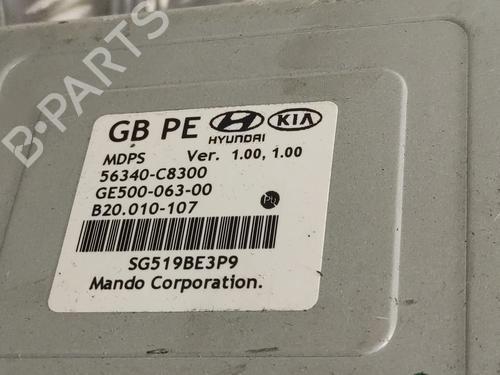 B-PARTS
GB PE HYUNDAI KIA
MDPS Ver. 1.00, 1.00
56340-C8300
GE500-063-00
B20.010-107
SG519BE3P9
Mando Corporation.